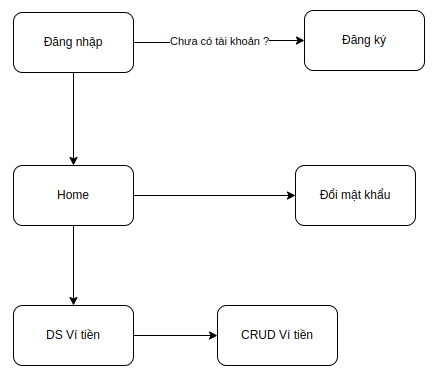 Đăng nhập
Chưa có tài khoản ?
Đăng ký
Home
Đổi mật khẩu
DS Ví tiền
CRUD Ví tiền